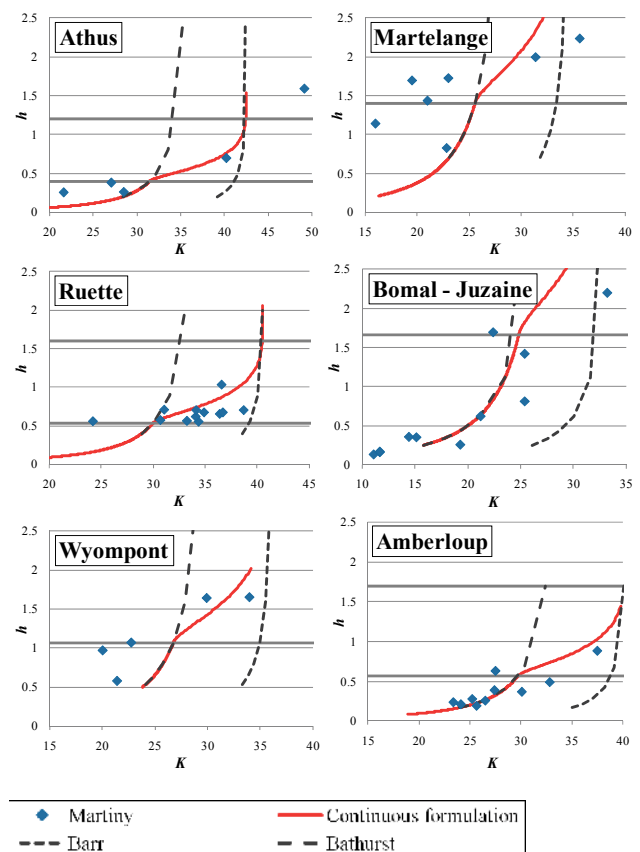 Athus
2.5
2
1.5
1
0.5
0
h
20 25 30 35 40 45 50
K
Martelange
2.5
2
1.5
1
0.5
0
h
15 20 25 30 35 40
K
Ruette
2.5
2
1.5
1
0.5
0
h
20 25 30 35 40 45
K
Bomal - Juzaine
2.5
2
1.5
1
0.5
0
h
10 15 20 25 30 35
K
Wyompont
2.5
2
1.5
1
0.5
0
h
15 20 25 30 35 40
K
Amberloup
2.5
2
1.5
1
0.5
0
h
15 20 25 30 35 40
K
Martiny
Continuous formulation
Barr
Bathurst